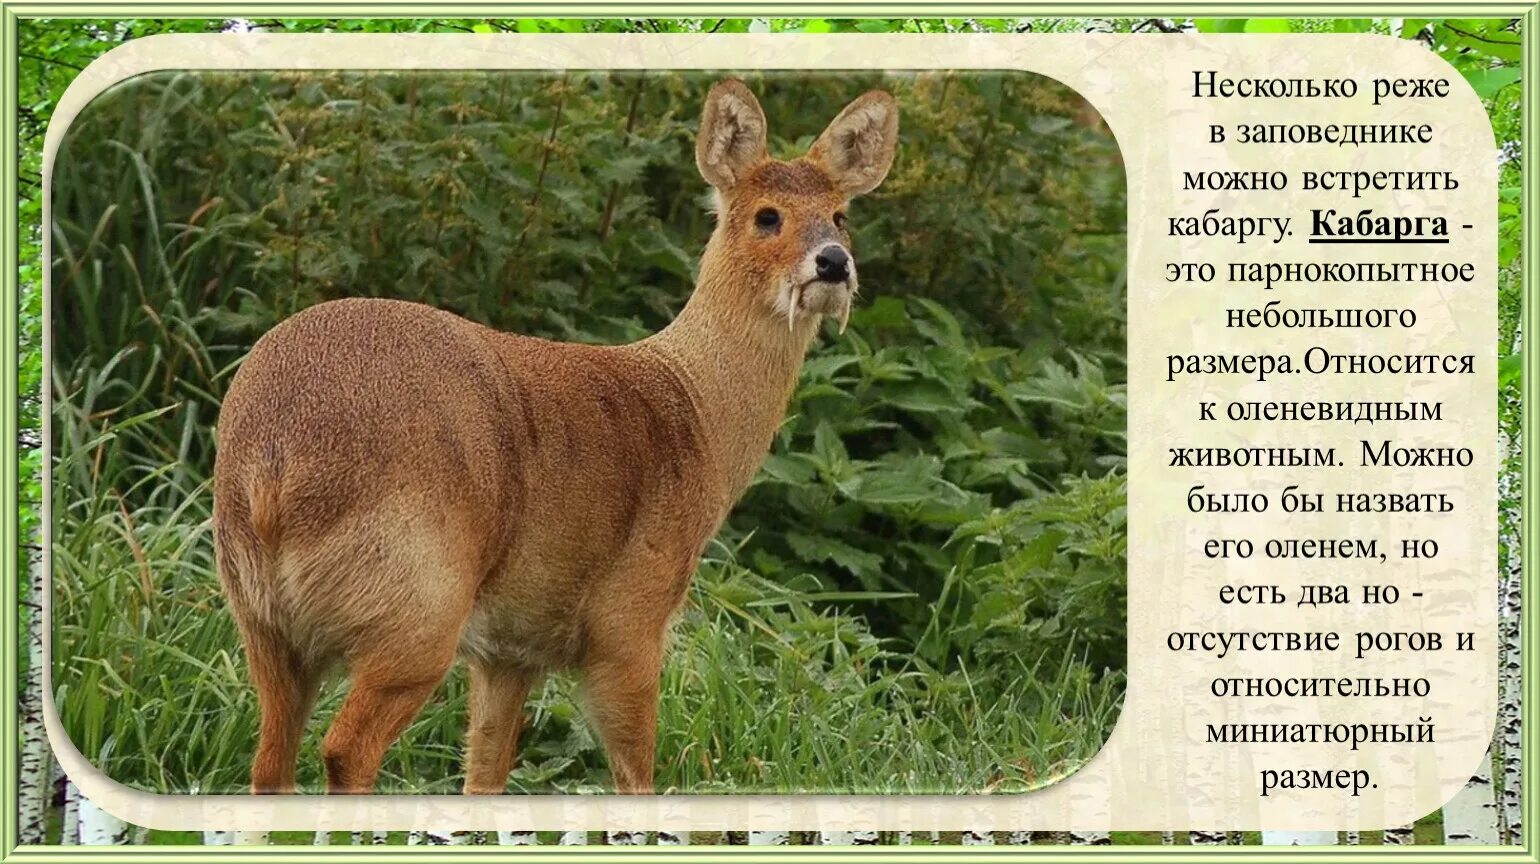 Несколько реже
в заповеднике
можно встретить
кабаргу. Кабарга -
это парнокопытное
небольшого
размера.Относится
к оленевидным
животным. Можно
было бы назвать
его оленем, но
есть два но -
отсутствие рогов и
относительно
миниатюрный
размер.